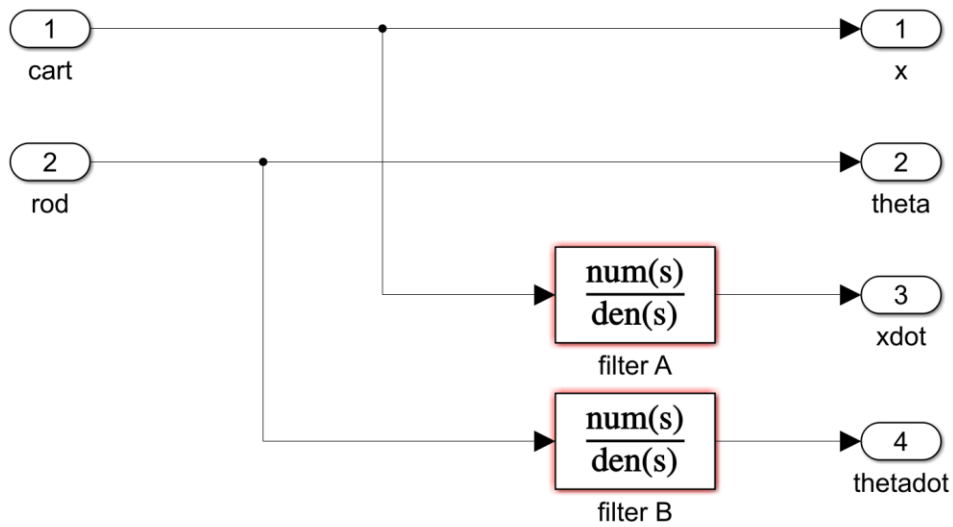 1
cart
1
x
2
rod
2
theta
num(s)
den(s)
filter A
3
xdot
num(s)
den(s)
filter B
4
thetadot